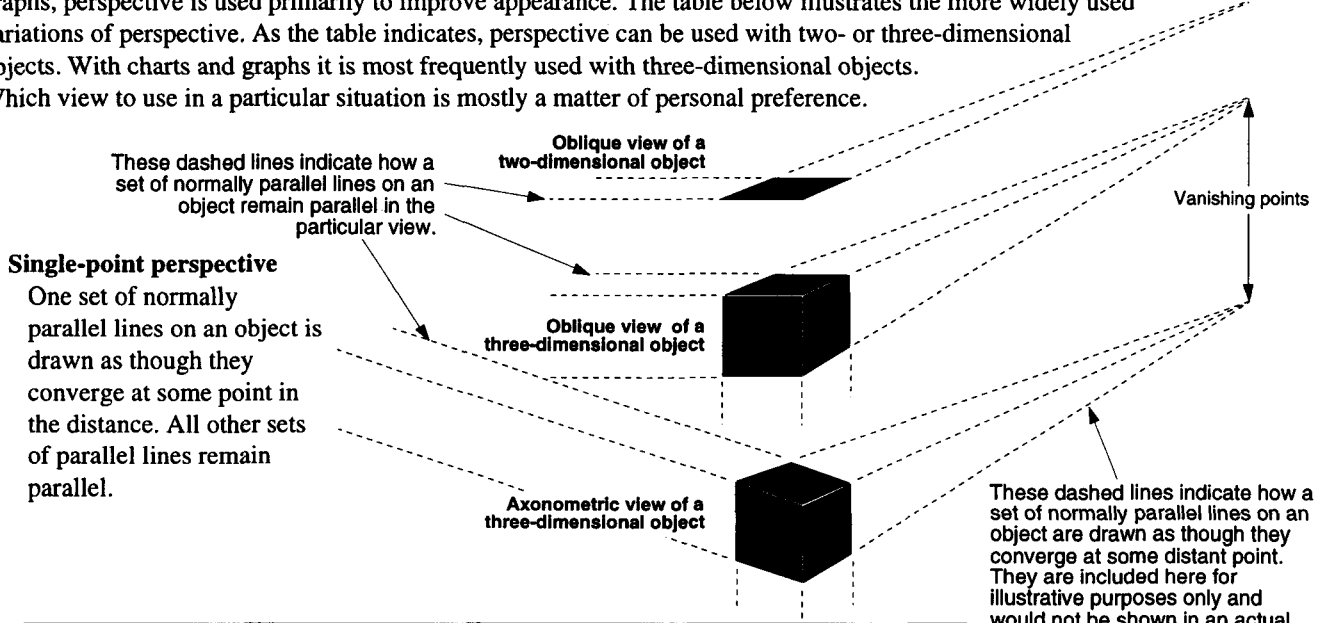 perspective is used primarily to improve appearance. The table below illustrates the more widely used
of perspective. As the table indicates, perspective can be used with two- or three-dimensional
With charts and graphs it is most frequently used with three-dimensional objects.
view to use in a particular situation is mostly a matter of personal preference.
Oblique view of a
two-dimensional object
These dashed lines indicate how a
set of normally parallel lines on an
object remain parallel in the
particular view.
Vanishing points
Single-point perspective
One set of normally
parallel lines on an object is
drawn as though they
converge at some point in
the distance. All other sets
of parallel lines remain
parallel.
Oblique view of a
three-dimensional object
Axonometric view of a
three-dimensional object
These dashed lines indicate how a
set of normally parallel lines on an
object are drawn as though they
converge at some distant point.
They are included here for
illustrative purposes only and
would not be shown in an actual